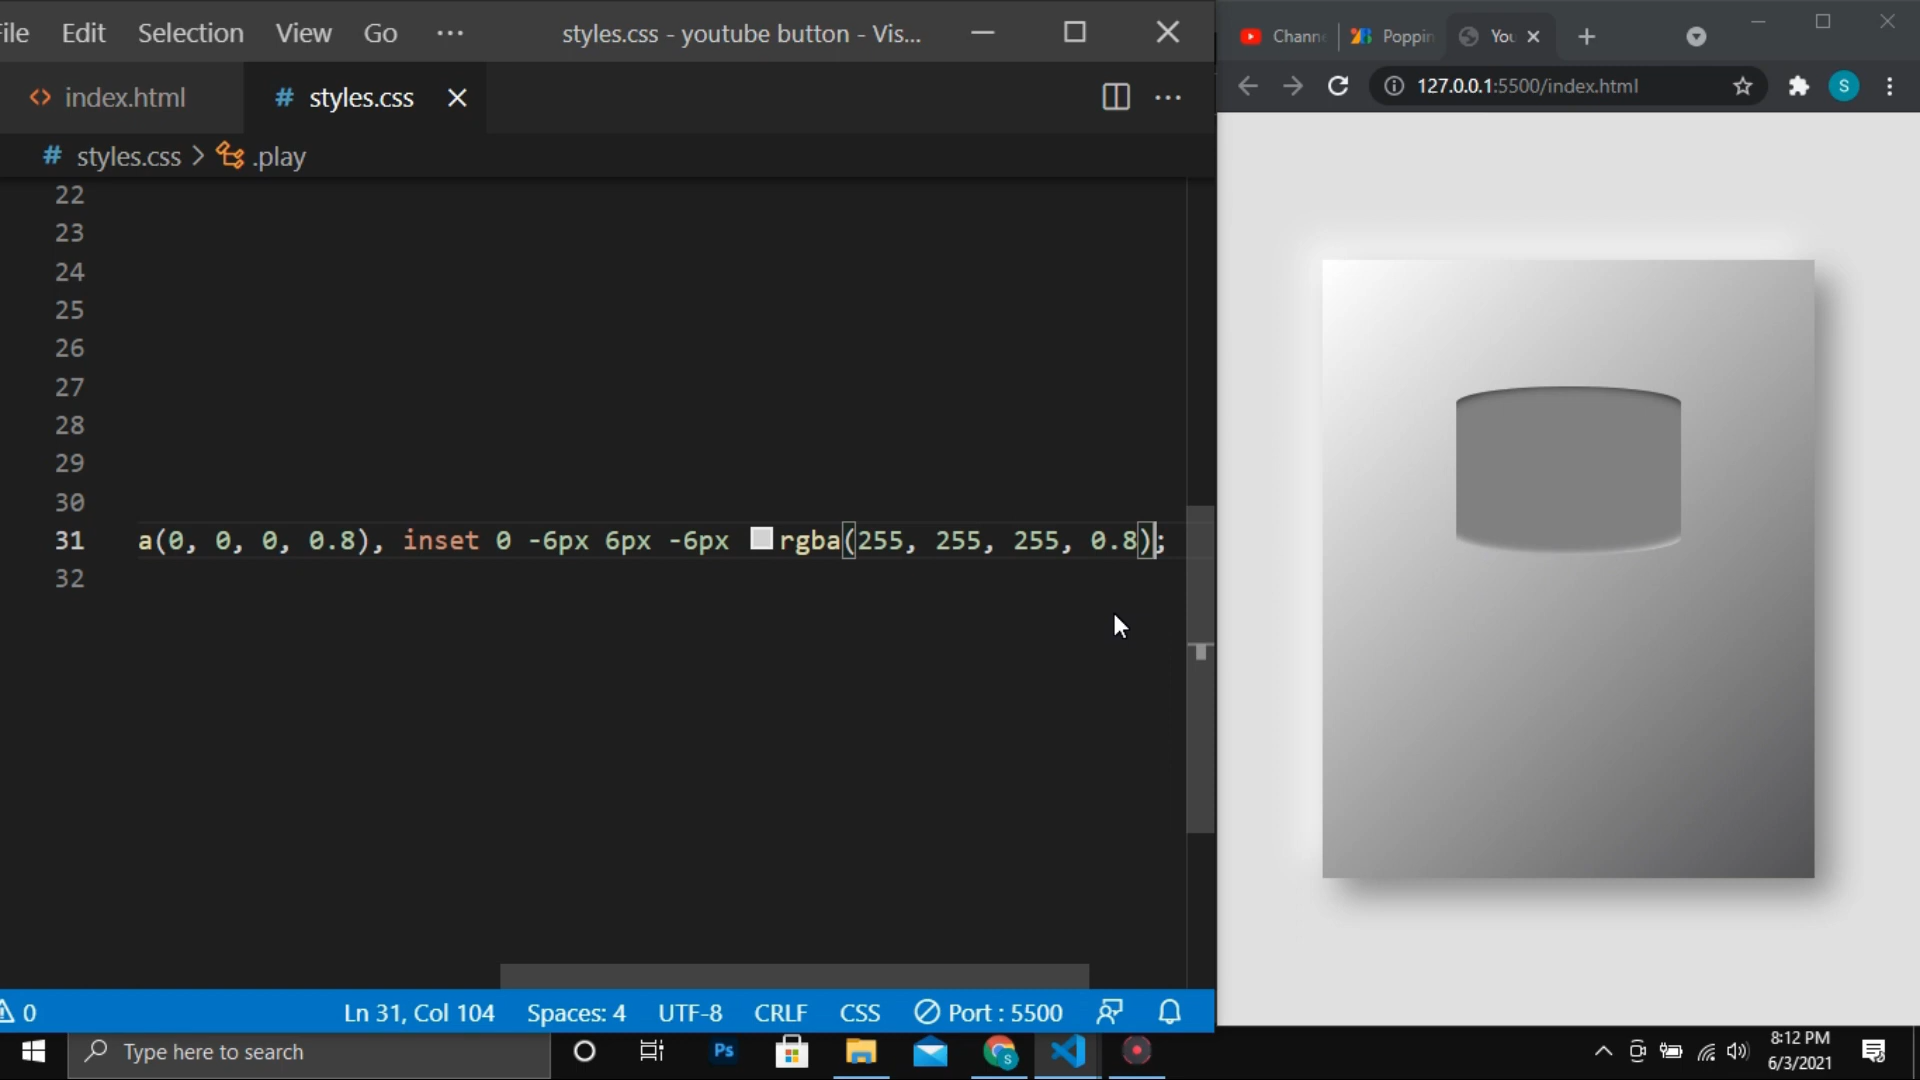 File Edit Selection View Go ··· styles.css - youtube button - Vis...
index.html styles.css
styles.css > .play
22
23
24
25
26
27
28
29
30
31 a(0, 0, 0, 0.8), inset 0 -6px 6px -6px rgba(255, 255, 255, 0.8);
32
0 Ln 31, Col 104 Spaces: 4 UTF-8 CRLF CSS Port : 5500
Chann Poppin You
127.0.0.1:5500/index.html S
Type here to search Ps S
8:12 PM
6/3/2021